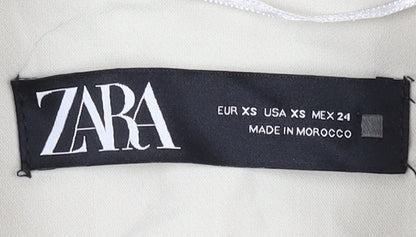 ZARA
EUR XS USA XS MEX 24
MADE IN MOROCCO